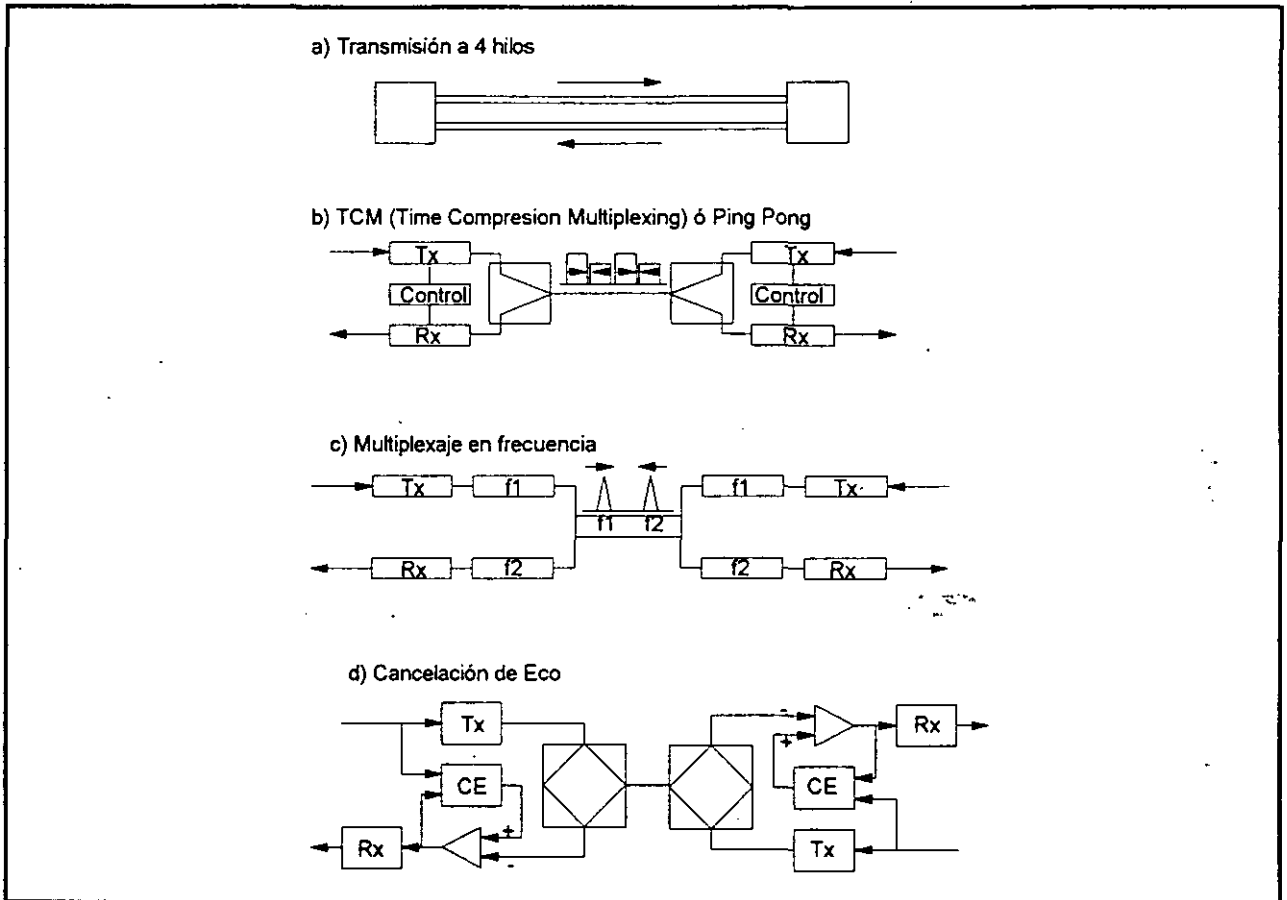 a) Transmisión a 4 hilos
b) TCM (Time Compresion Multiplexing) ó Ping Pong
Tx Tx
Control Control
Rx Rx
c) Multiplexaje en frecuencia
Tx f1 f1 Tx
f1 f2
Rx f2 f2 Rx
d) Cancelación de Eco
Tx - Rx
+
CE CE
+
Rx Tx
-